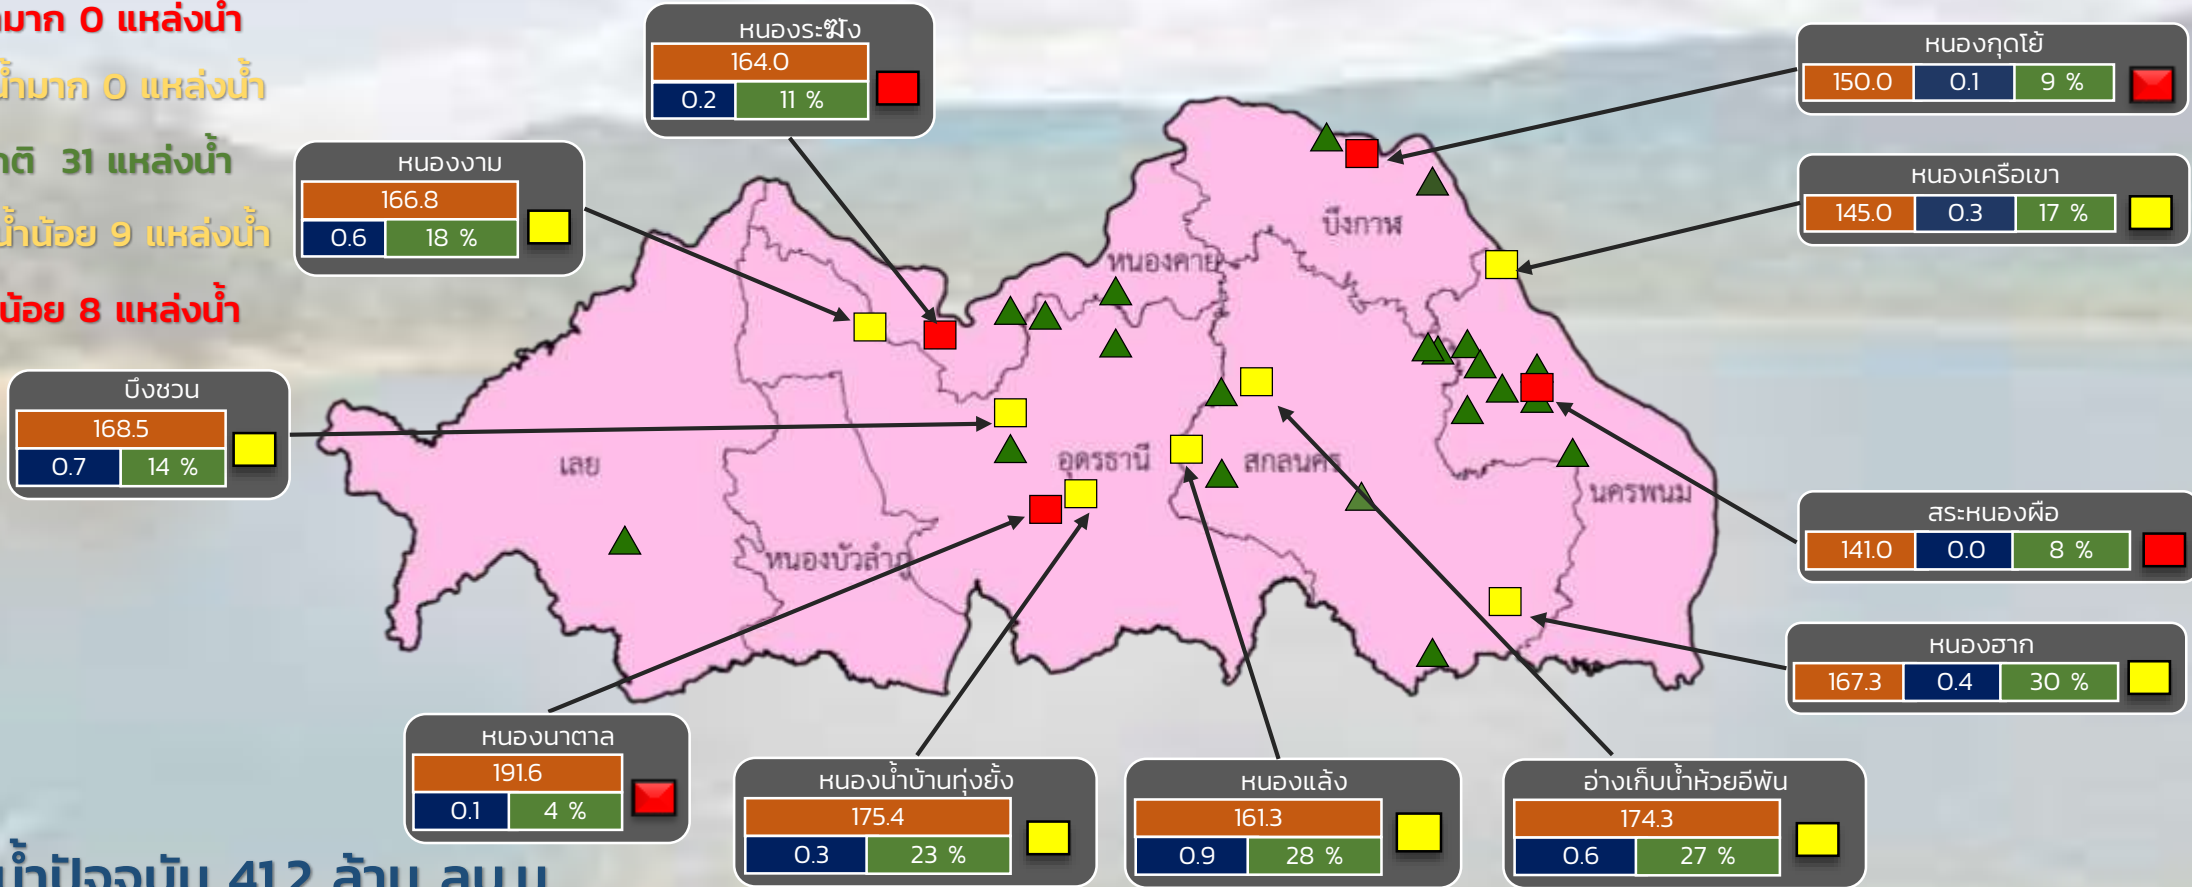 มาก 0 แหล่งน้ำ
น้ำมาก 0 แหล่งน้ำ
31 แหล่งน้ำ
น้ำน้อย 9 แหล่งน้ำ
น้อย 8 แหล่งน้ำ
หนองระฆัง
164.0
0.2 11 %
หนองกุดโย้
150.0 0.1 9 %
หนองงาม
166.8
0.6 18 %
หนองเครือเขา
145.0 0.3 17 %
บึงกาฬ
หนองคาย
บึงชวน
168.5
0.7 14 %
เลย
อุดรธานี
สกลนคร
นครพนม
หนองบัวลำภู
สระหนองผือ
141.0 0.0 8 %
หนองฮาก
167.3 0.4 30 %
หนองนาตาล
191.6
0.1 4 %
หนองน้ำบ้านทุ่งยั้ง
175.4
0.3 23 %
หนองแล้ง
161.3
0.9 28 %
อ่างเก็บน้ำห้วยอีพัน
174.3
0.6 27 %
น้ำปัจจุบัน 412 ล้าน ลบ.ม